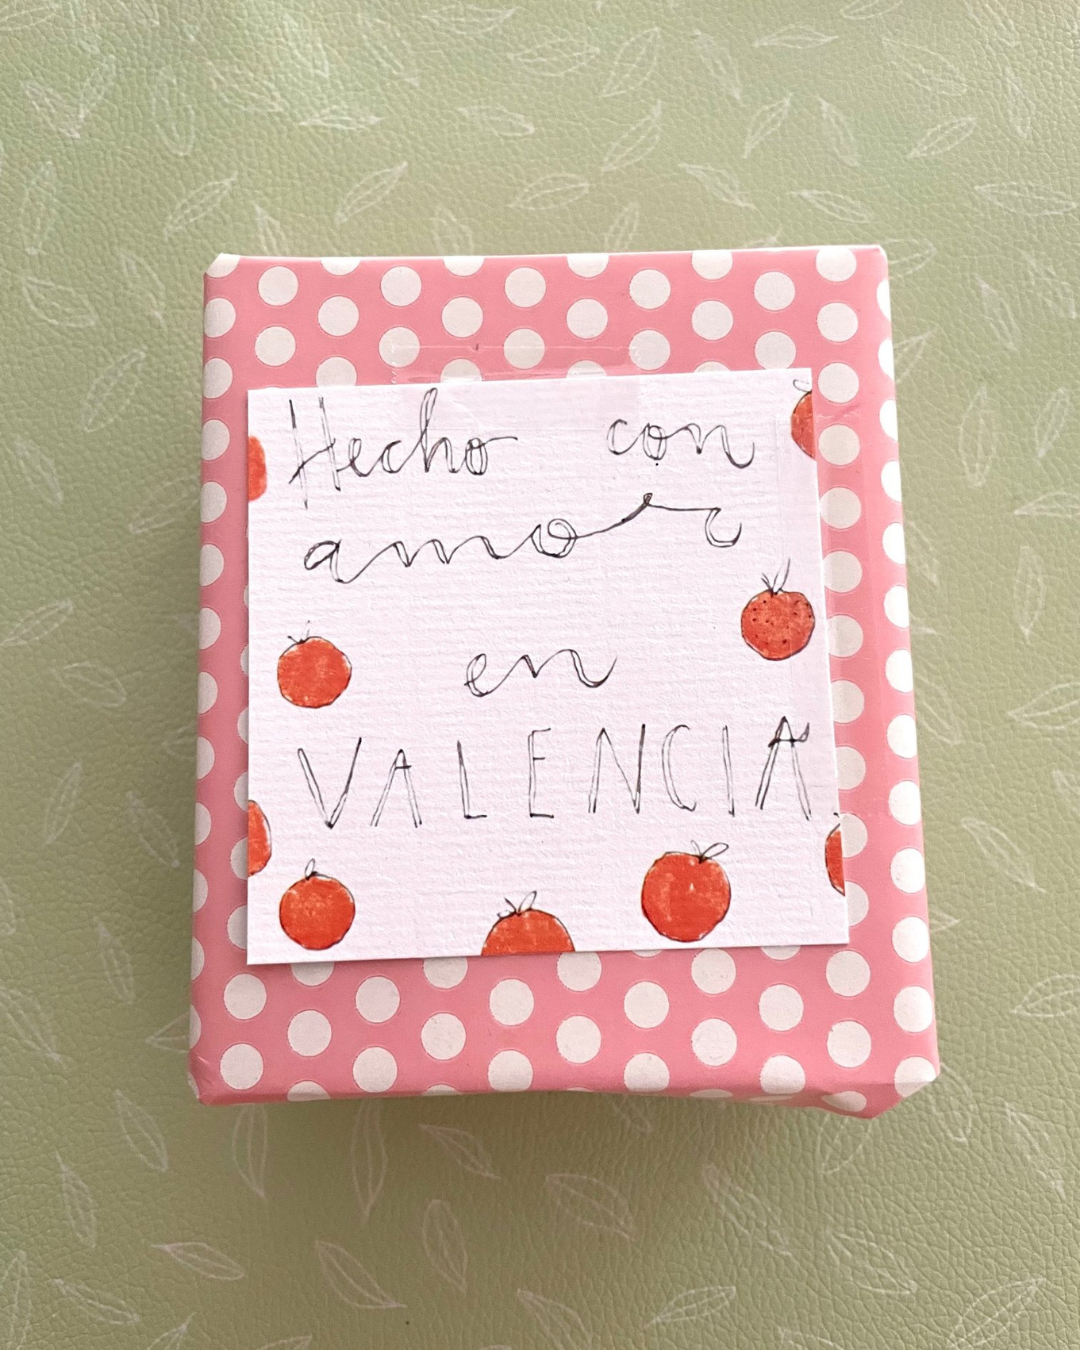 Hecho con
amor
en
VALENCIA